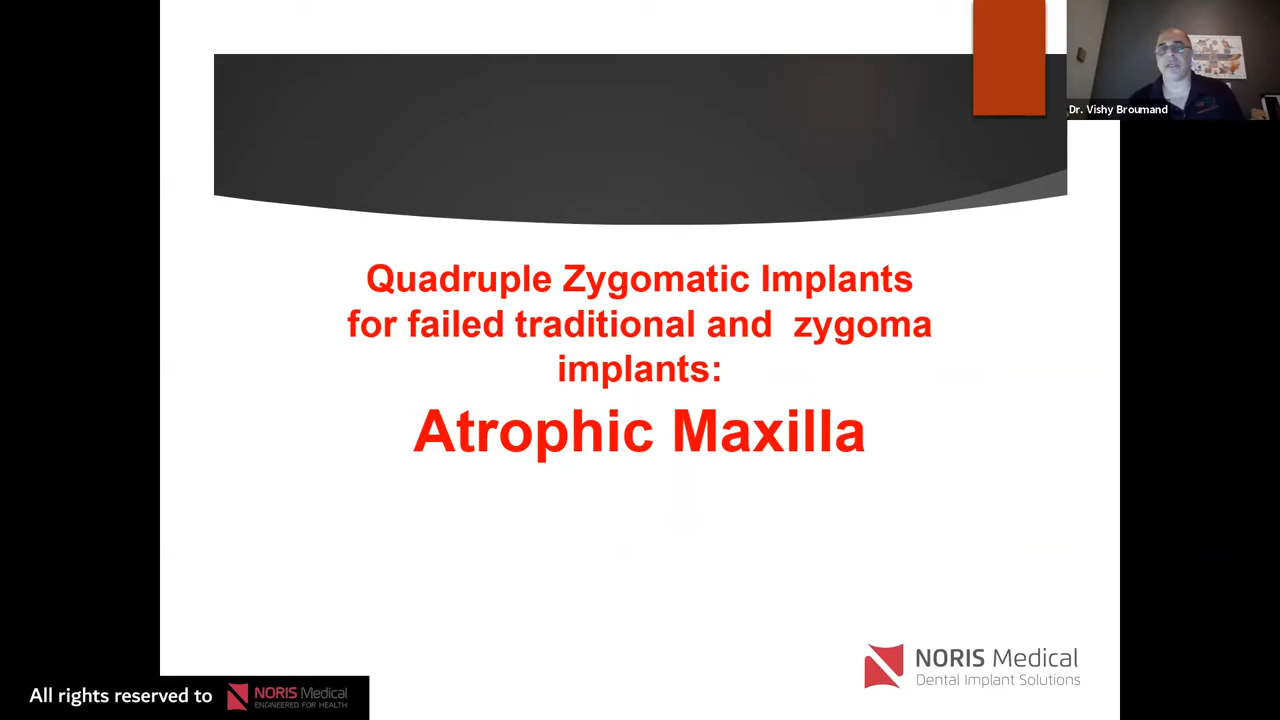 Dr. Vishy Broumand
Quadruple Zygomatic Implants
for failed traditional and zygoma
implants:
Atrophic Maxilla
NORIS Medical
Dental Implant Solutions
All rights reserved to
NORIS Medical
ENGINEERED FOR HEALTH